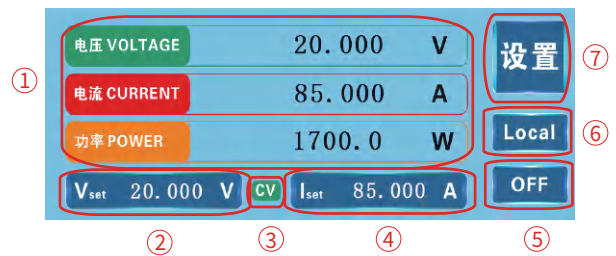 电压 VOLTAGE 20.000 V
电流 CURRENT 85.000 A
功率 POWER 1700.0 W
Vset 20.000 V CV Iset 85.000 A
设置
Local
OFF
①
②
③
④
⑤
⑥
⑦